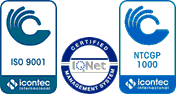 ISO 9001
icontec
internacional
CERTIFIED
IQNet
MANAGEMENT SYSTEM
NTCGP
1000
icontec
internacional